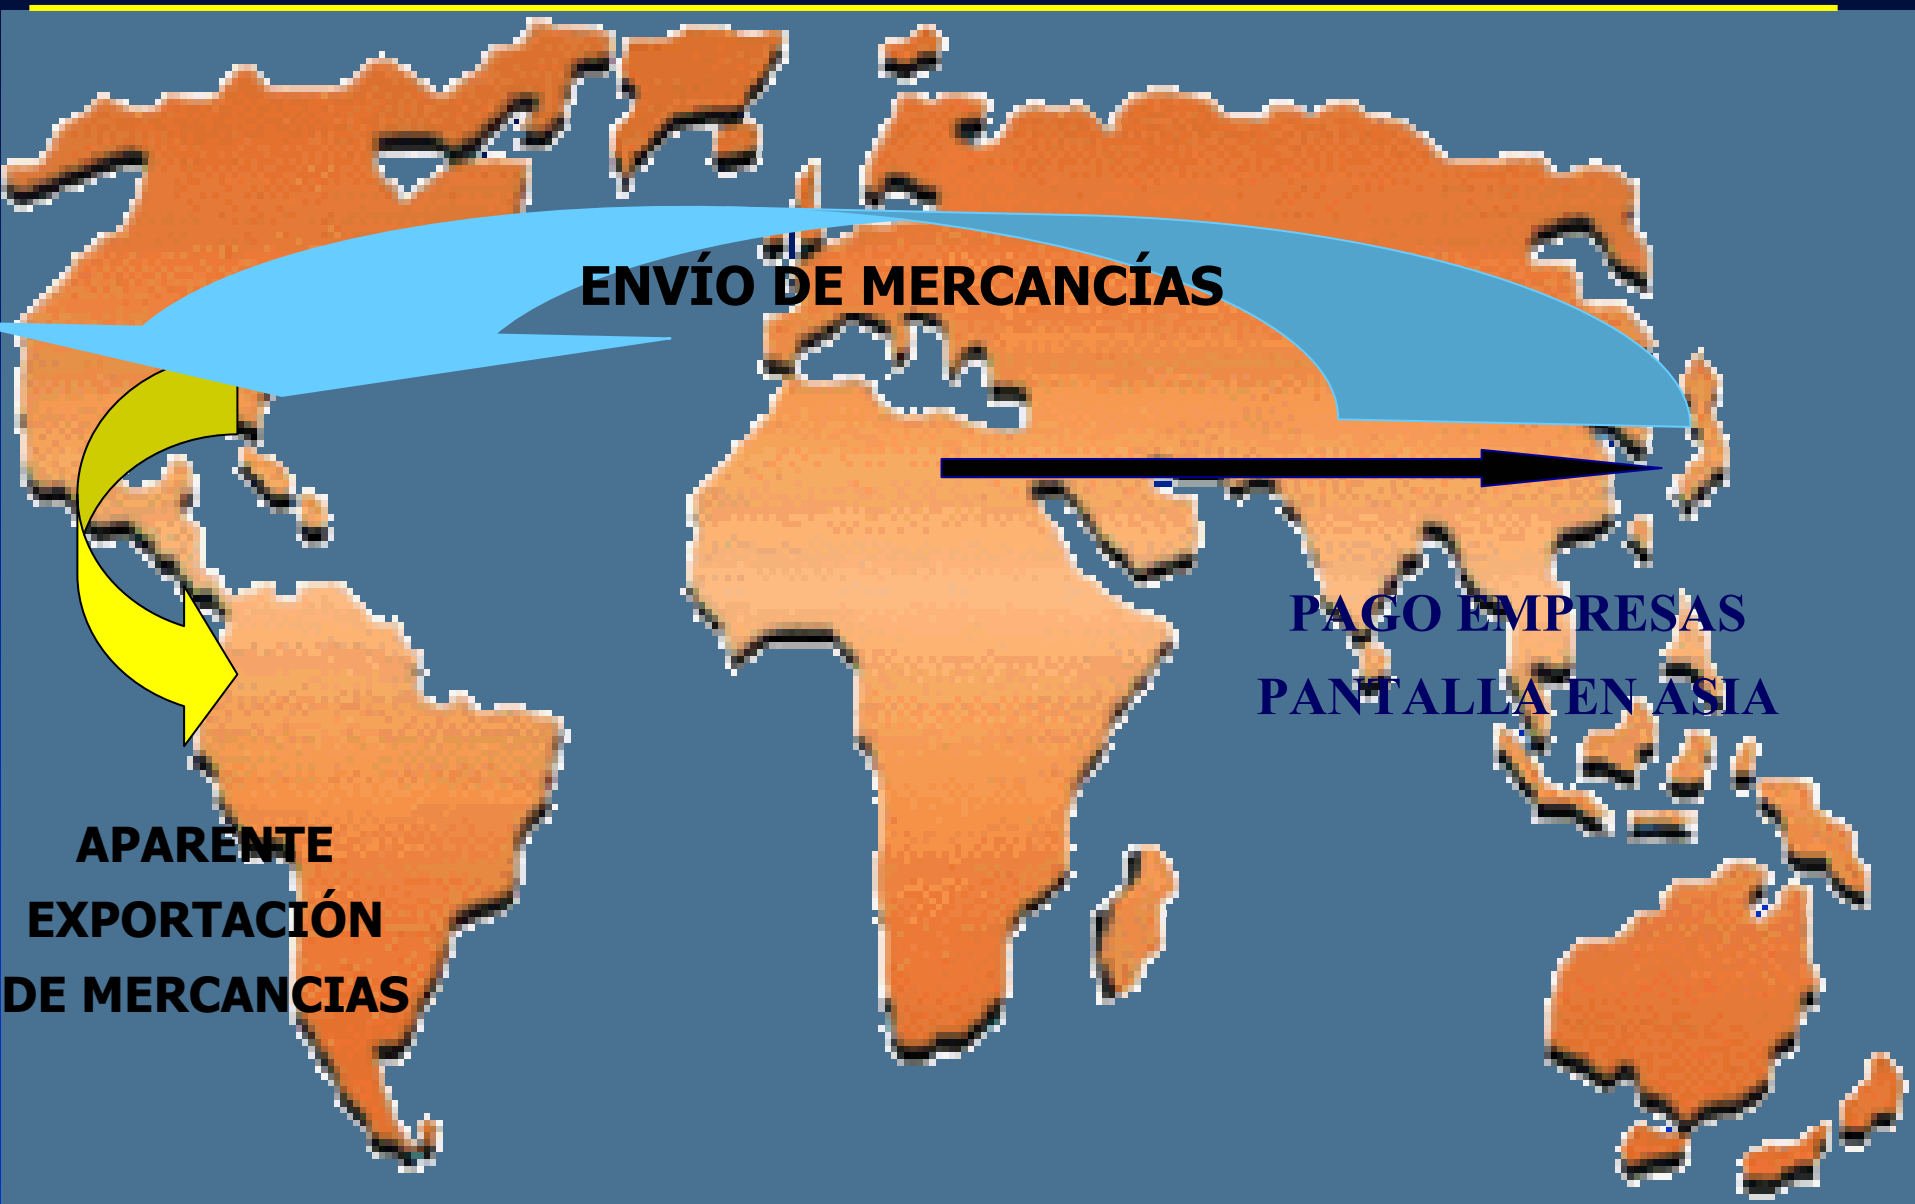 ENVÍO DE MERCANCÍAS
PAGO EMPRESAS
PANTALLA EN ASIA
APARENTE
EXPORTACIÓN
DE MERCANCIAS